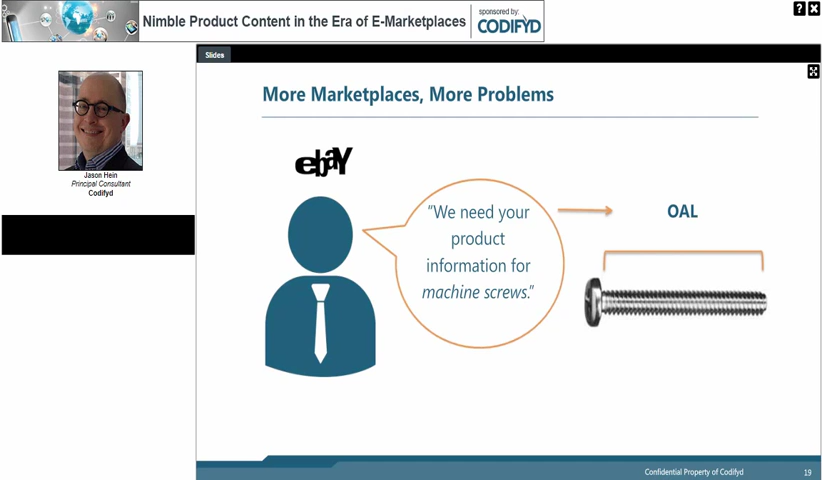 Nimble Product Content in the Era of E-Marketplaces
sponsored by:
CODIFYD
?
X
Slides
Jason Hein
Principal Consultant
Codifyd
More Marketplaces, More Problems
ebaY
"We need your
product
information for
machine screws."
OAL
Confidential Property of Codifyd
19